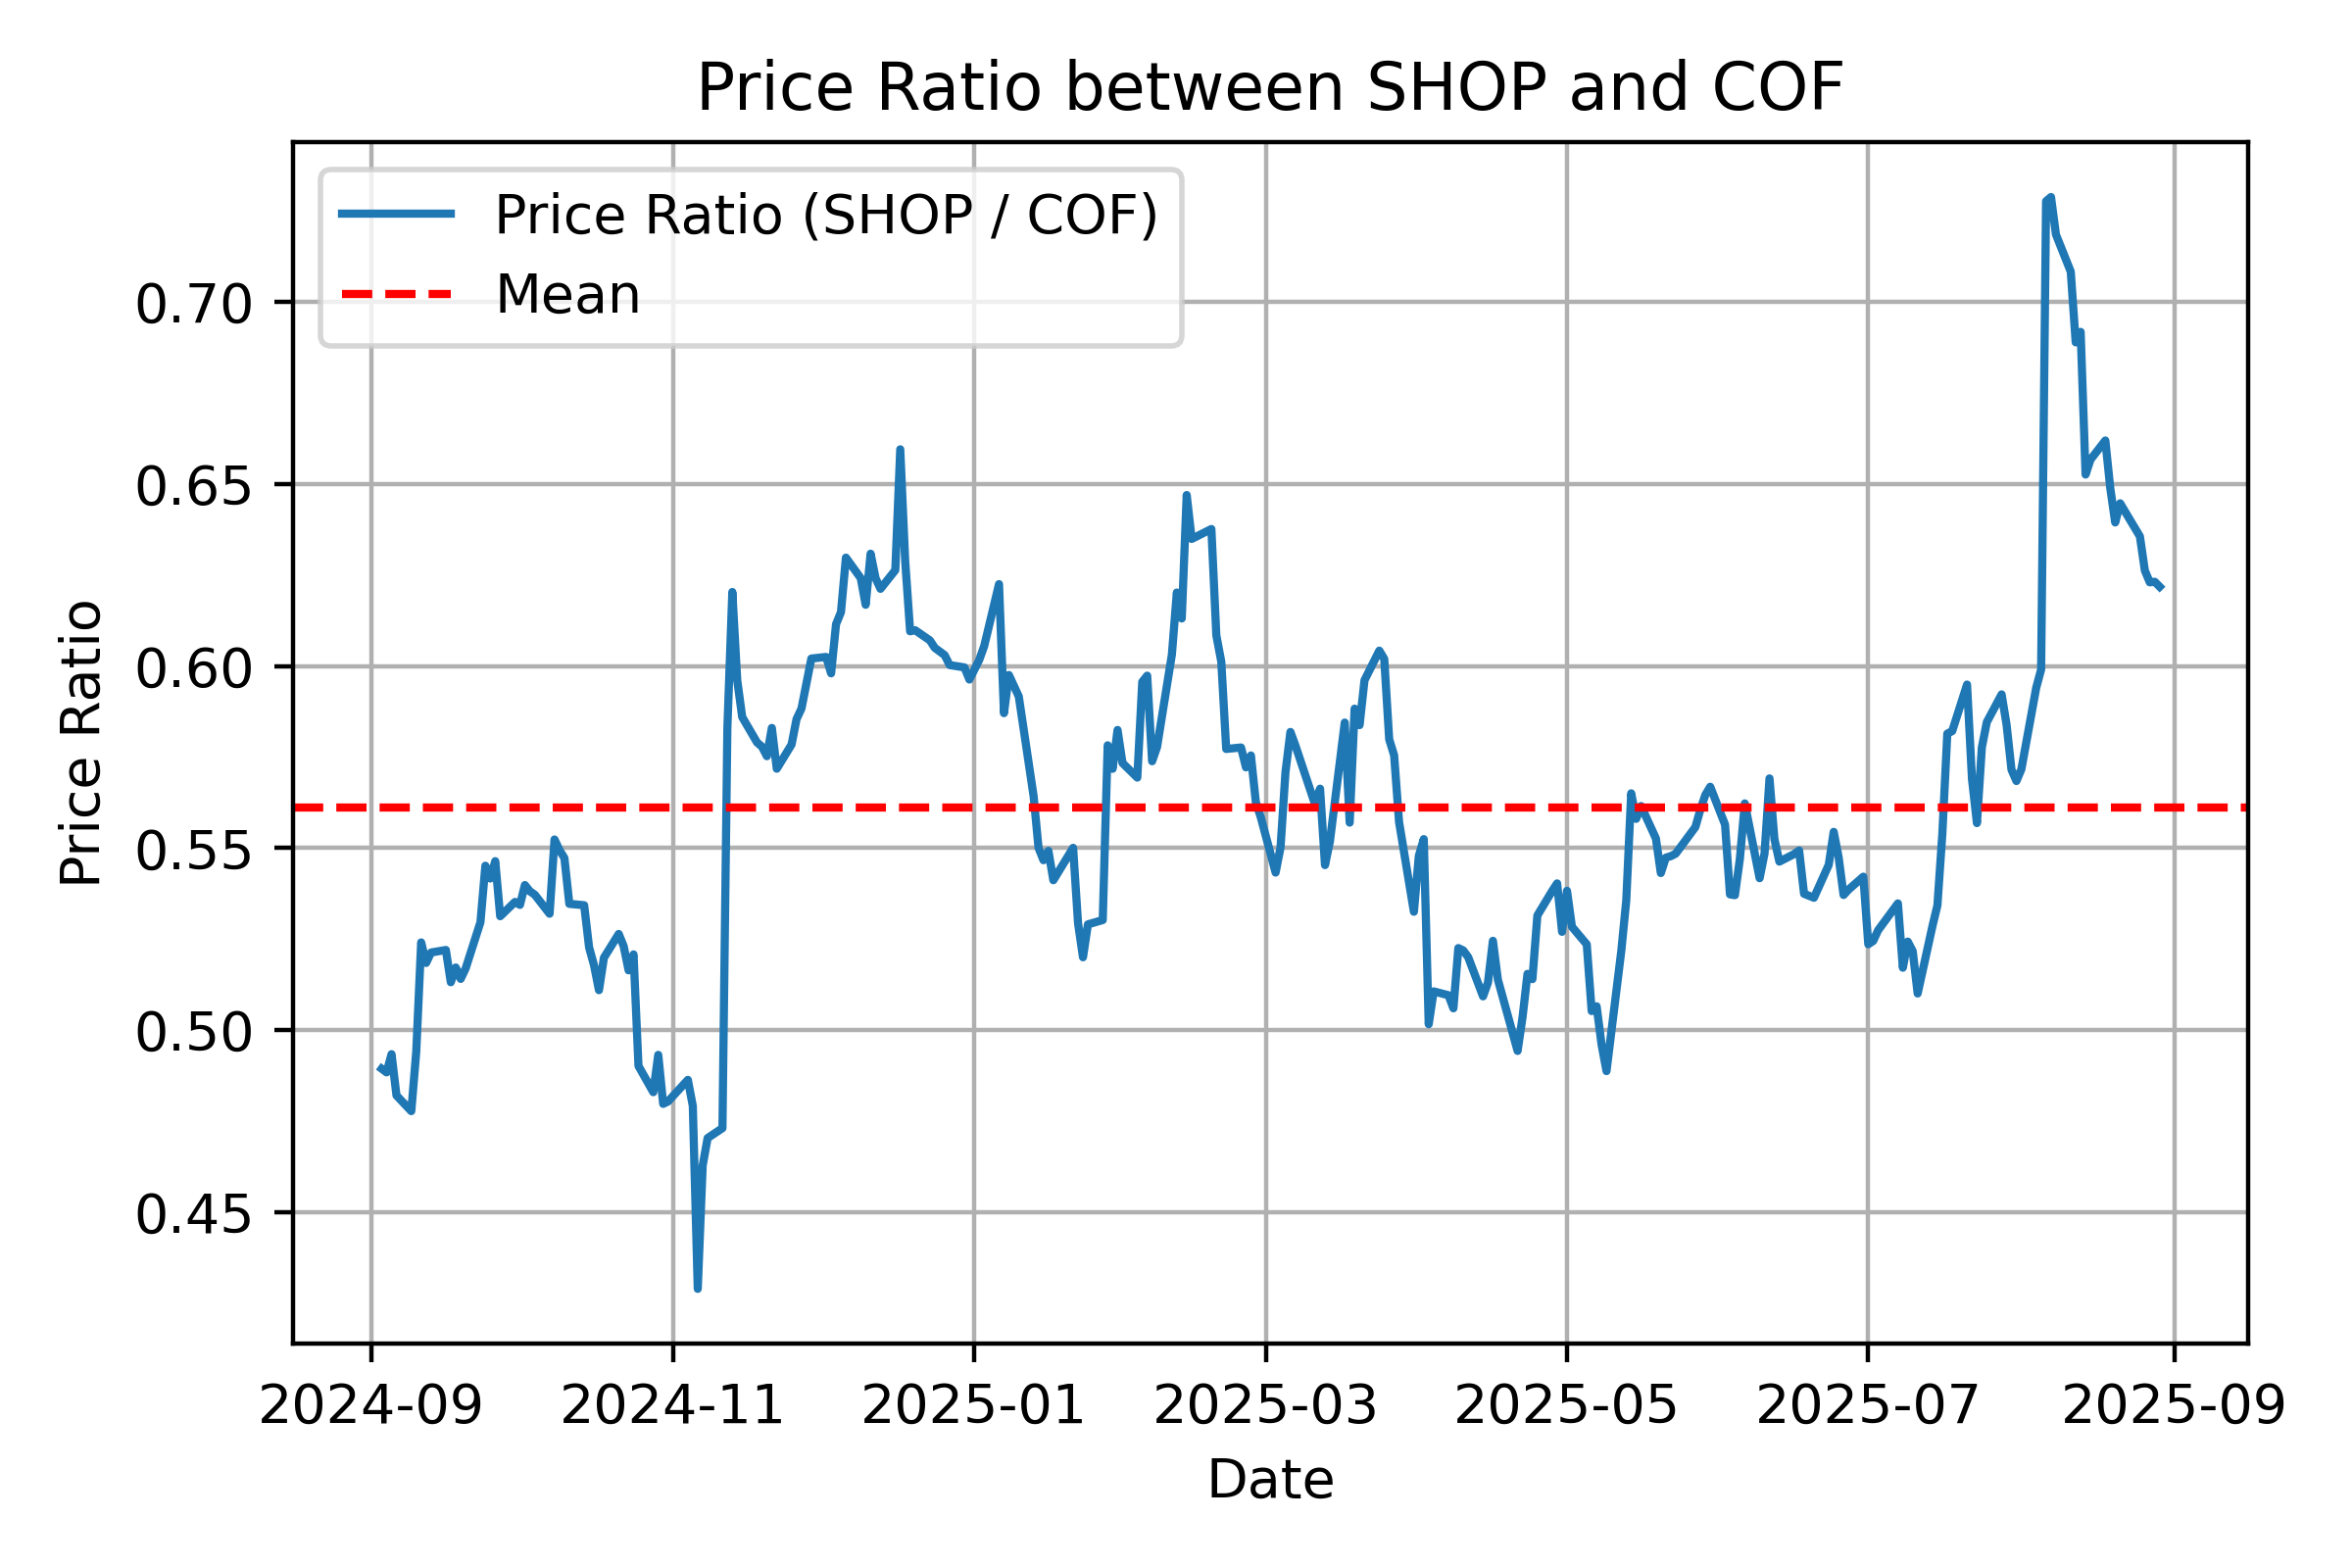 Price Ratio between SHOP and COF
Price Ratio (SHOP / COF)
Mean
Price Ratio
0.70
0.65
0.60
0.55
0.50
0.45
2024-09 2024-11 2025-01 2025-03 2025-05 2025-07 2025-09
Date